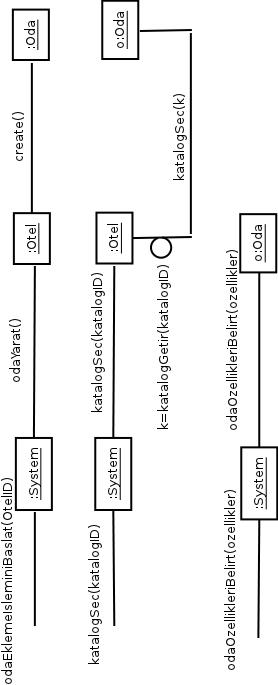 odaEklemeIsleminiBaslat(OtelID)
:System
odaYarat()
:Otel
create()
:Oda
katalogSec(katalogID)
:System
katalogSec(katalogID)
:Otel
k=katalogGetir(katalogID)
katalogSec(k)
o:Oda
odaOzellikleriBelirt(ozellikler)
:System
odaOzellikleriBelirt(ozellikler)
o:Oda